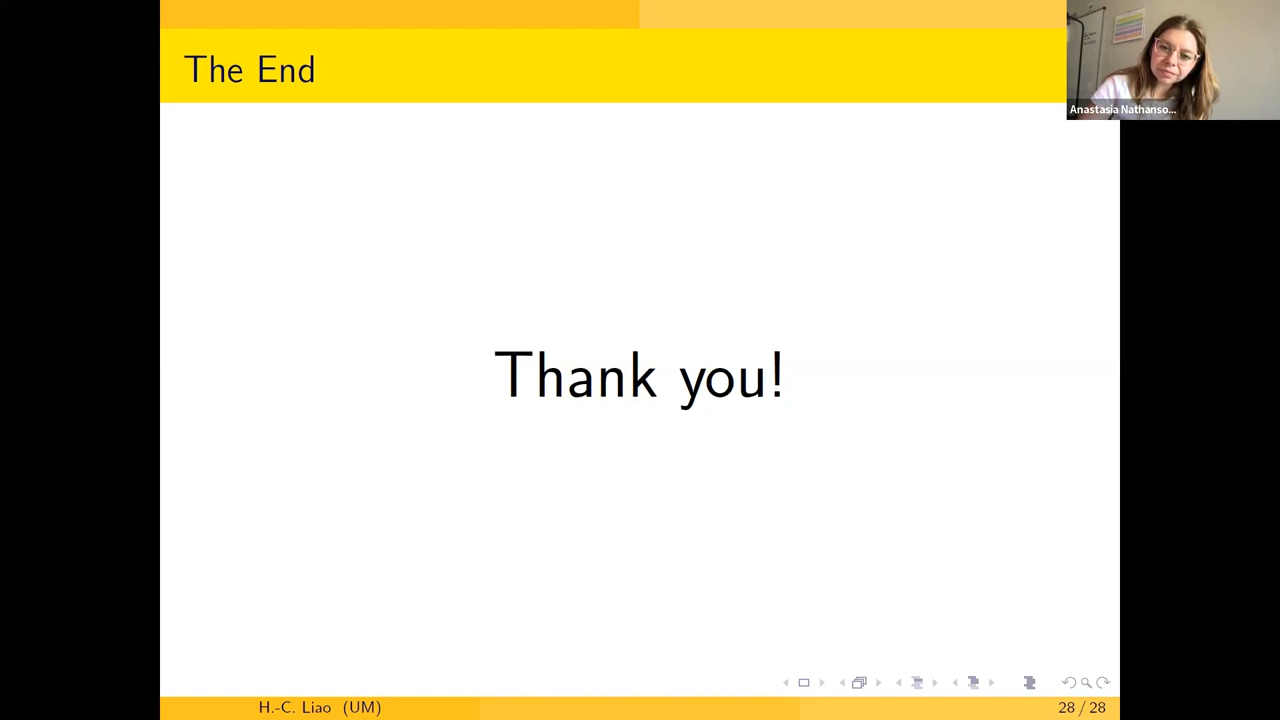 The End
Anastasia Nathanso...
Thank you!
H.-C. Liao (UM)
28 / 28